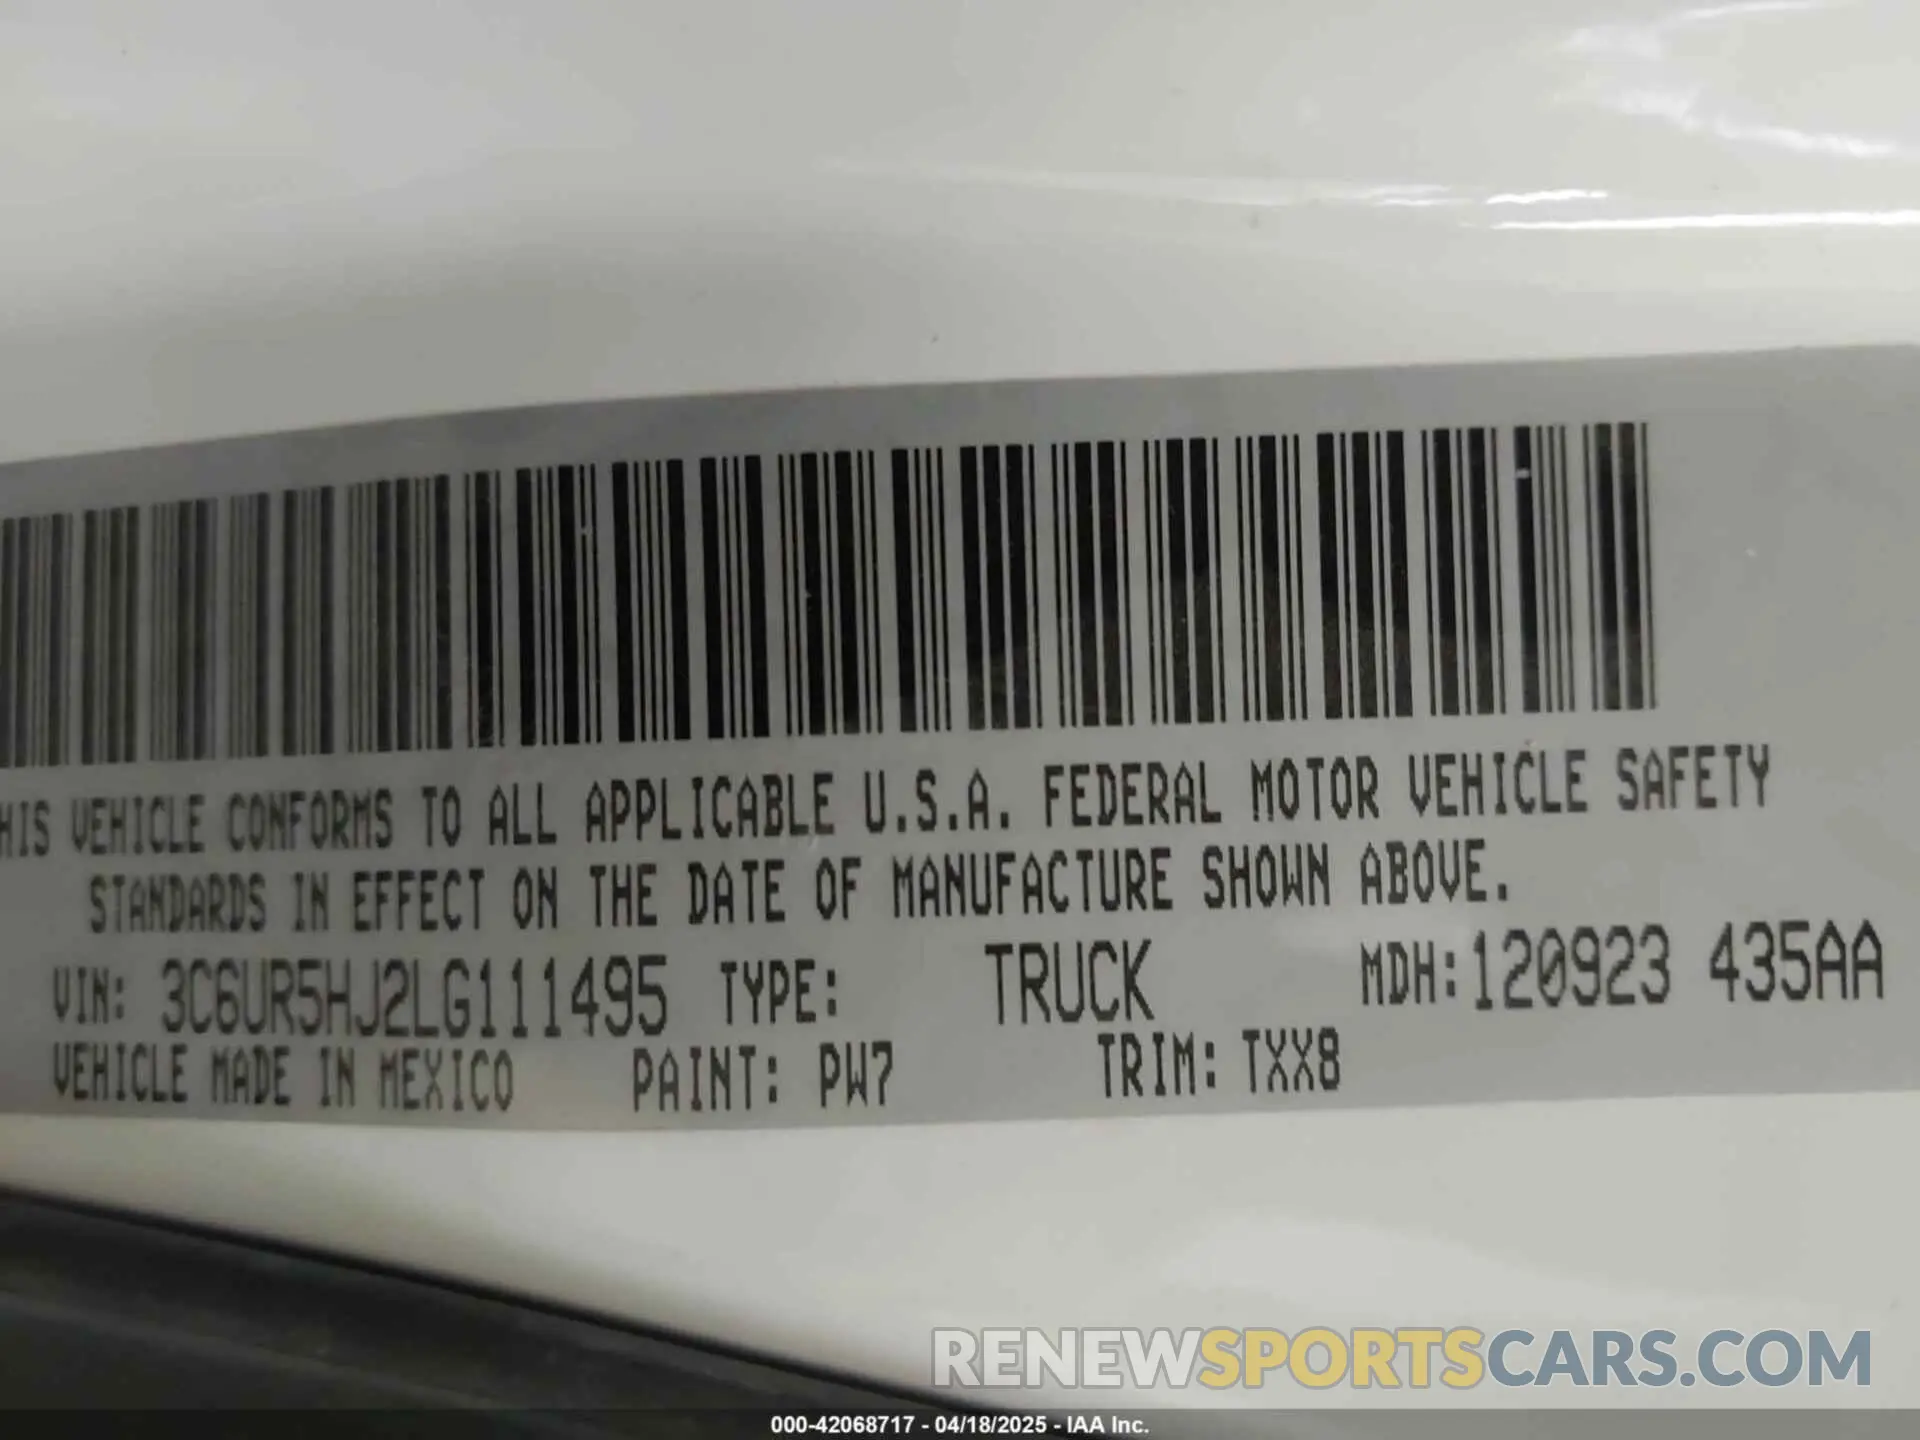 HIS VEHICLE CONFORMS TO ALL APPLICABLE U.S.A. FEDERAL MOTOR VEHICLE SAFETY
STANDARDS IN EFFECT ON THE DATE OF MANUFACTURE SHOWN ABOVE.
VIN: 3C6UR5HJ2LG111495 TYPE: TRUCK MDH:120923 435AA
VEHICLE MADE IN MEXICO PAINT: PW7 TRIM: TXX8
RENEWSPORTSCARS.COM
000-42068717 - 04/18/2025 - IAA Inc.